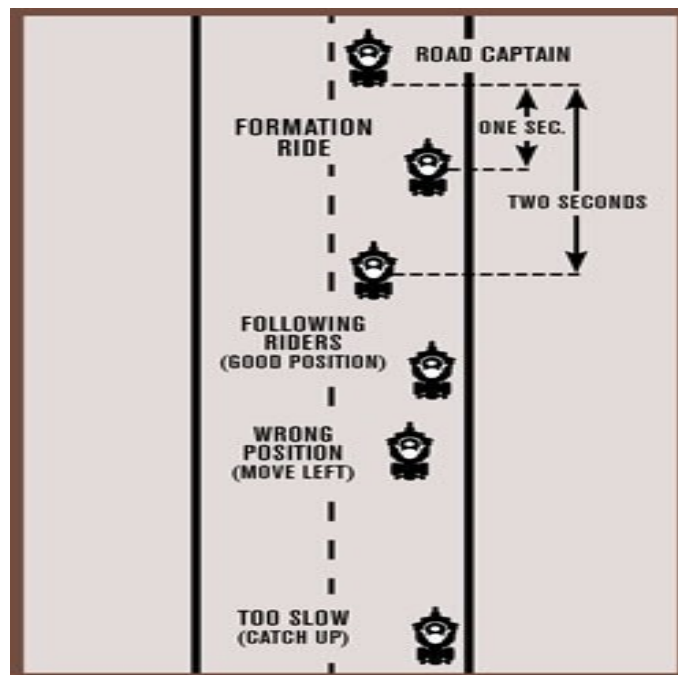 ROAD CAPTAIN
FORMATION
RIDE
ONE SEC.
TWO SECONDS
FOLLOWING
RIDERS
(GOOD POSITION)
WRONG
POSITION
(MOVE LEFT)
TOO SLOW
(CATCH UP)